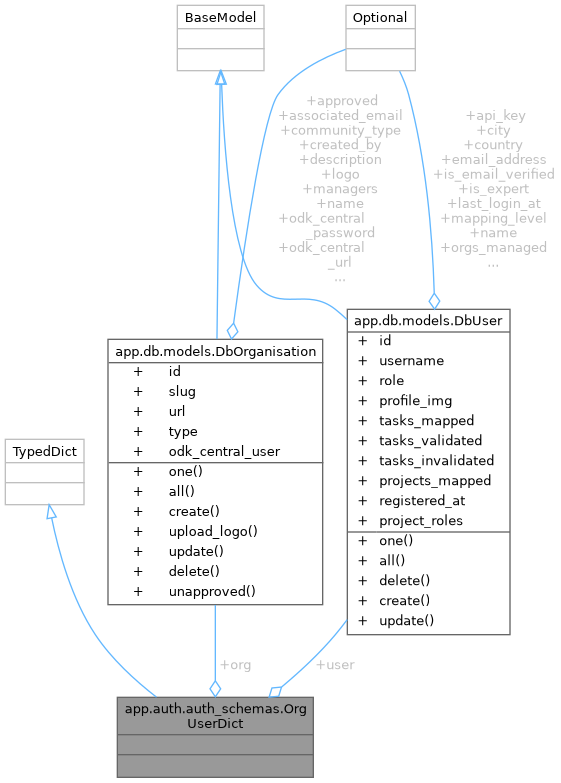 BaseModel
Optional
+approved
+associated_email
+community_type
+created_by
+description
+logo
+managers
+name
+odk_central
_password
+odk_central
_url
...
+api_key
+city
+country
+email_address
+is_email_verified
+is_expert
+last_login_at
+mapping_level
+name
+orgs_managed
...
app.db.models.DbUser
+ id
+ username
+ role
+ profile_img
+ tasks_mapped
+ tasks_validated
+ tasks_invalidated
+ projects_mapped
+ registered_at
+ project_roles
+ one()
+ all()
+ delete()
+ create()
+ update()
app.db.models.DbOrganisation
+ id
+ slug
+ url
+ type
+ odk_central_user
+ one()
+ all()
+ create()
+ upload_logo()
+ update()
+ delete()
+ unapproved()
TypedDict
+org
+user
app.auth.auth_schemas.Org
UserDict